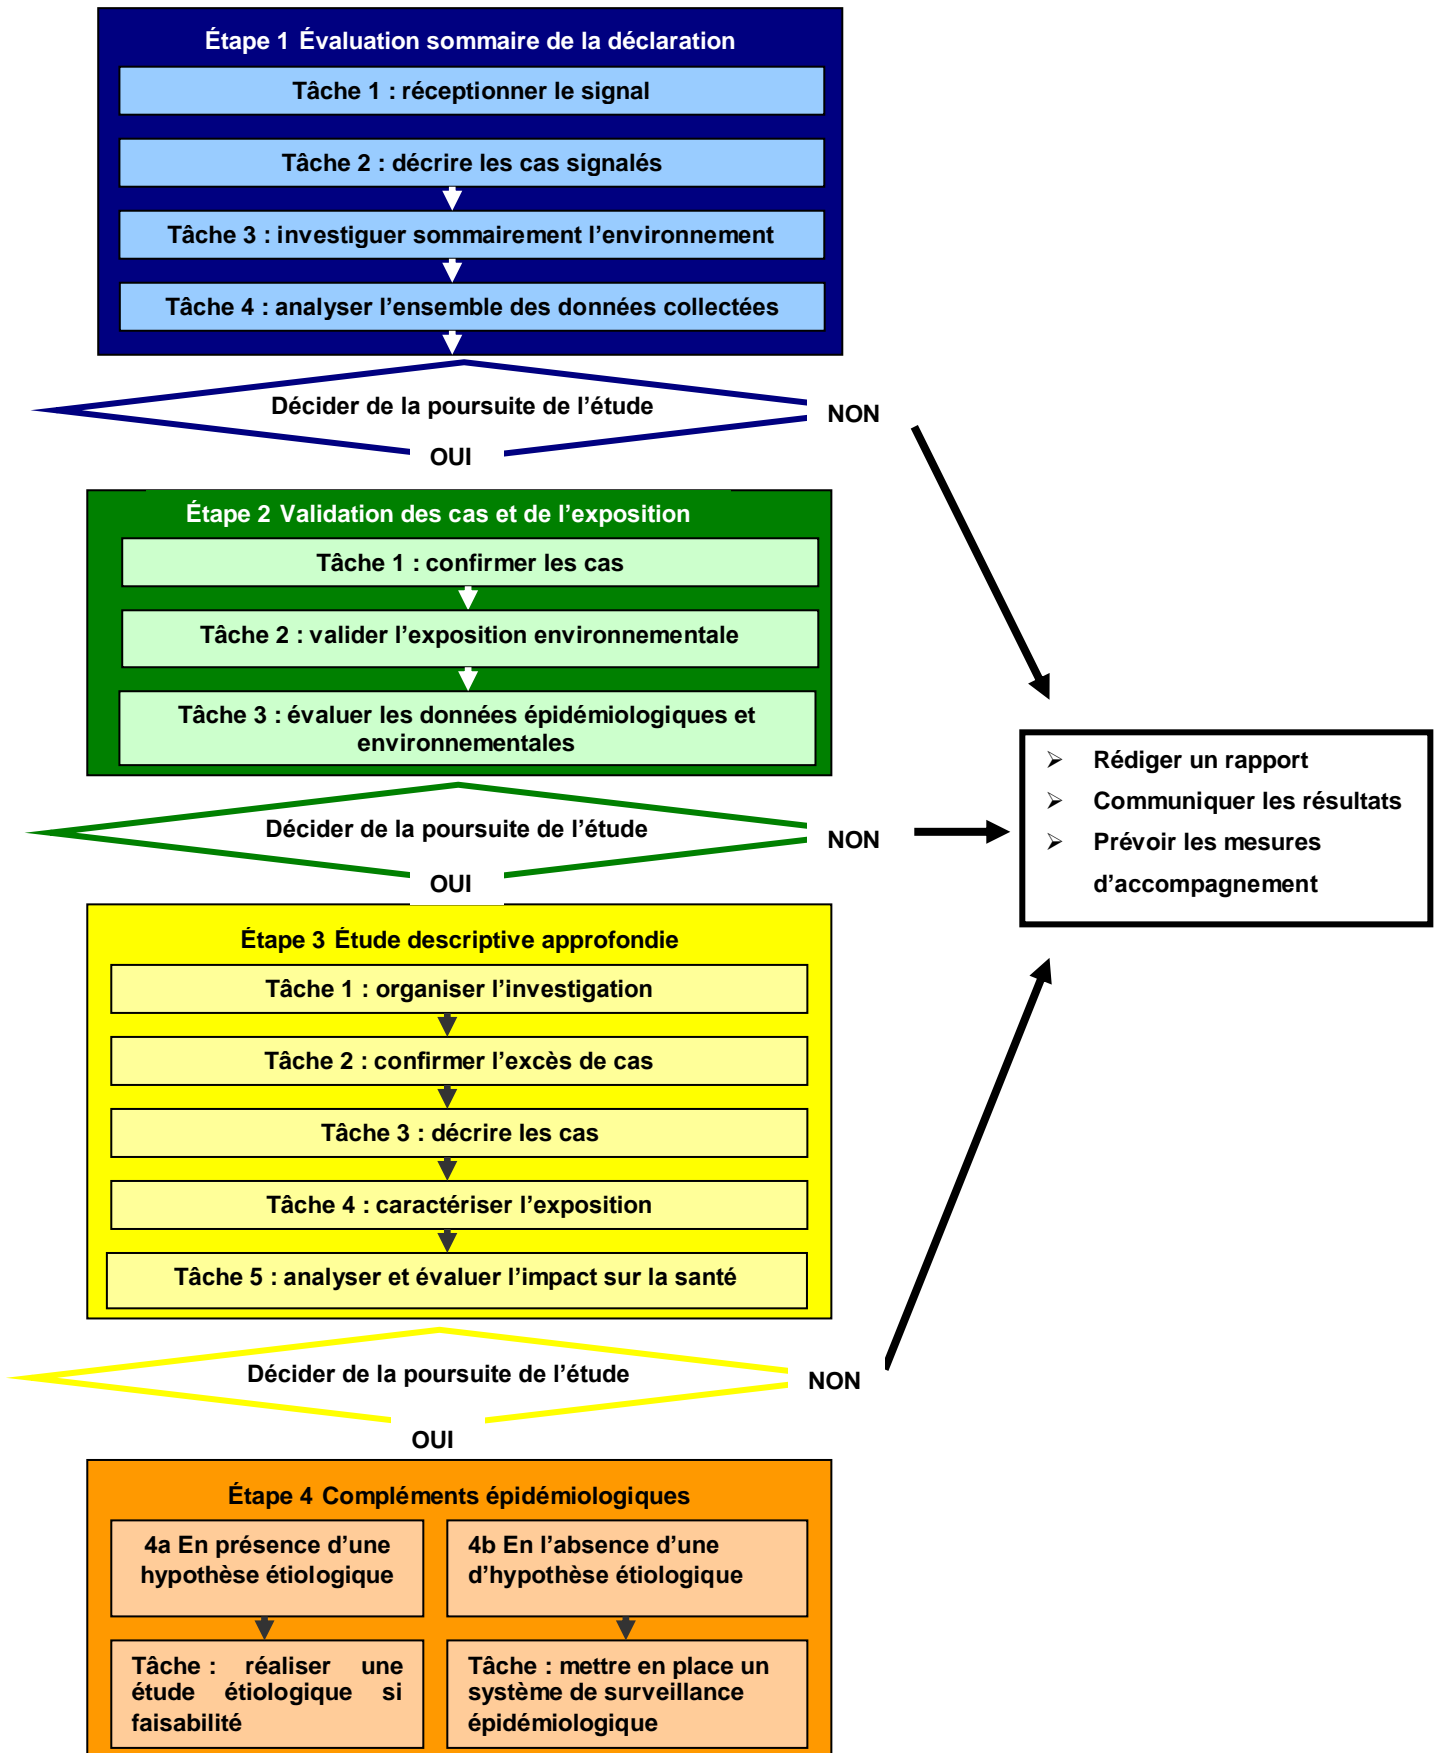 Étape 1 Évaluation sommaire de la déclaration
Tâche 1 : réceptionner le signal
Tâche 2 : décrire les cas signalés
Tâche 3 : investiguer sommairement l’environnement
Tâche 4 : analyser l’ensemble des données collectées
Décider de la poursuite de l’étude
NON
OUI
Étape 2 Validation des cas et de l’exposition
Tâche 1 : confirmer les cas
Tâche 2 : valider l’exposition environnementale
Tâche 3 : évaluer les données épidémiologiques et
environnementales
Décider de la poursuite de l’étude
NON
OUI
➢ Rédiger un rapport
➢ Communiquer les résultats
➢ Prévoir les mesures
d’accompagnement
Étape 3 Étude descriptive approfondie
Tâche 1 : organiser l’investigation
Tâche 2 : confirmer l’excès de cas
Tâche 3 : décrire les cas
Tâche 4 : caractériser l’exposition
Tâche 5 : analyser et évaluer l’impact sur la santé
Décider de la poursuite de l’étude
NON
OUI
Étape 4 Compléments épidémiologiques
4a En présence d’une
hypothèse étiologique
Tâche : réaliser une
étude étiologique si
faisabilité
4b En l’absence d’une
d’hypothèse étiologique
Tâche : mettre en place un
système de surveillance
épidémiologique